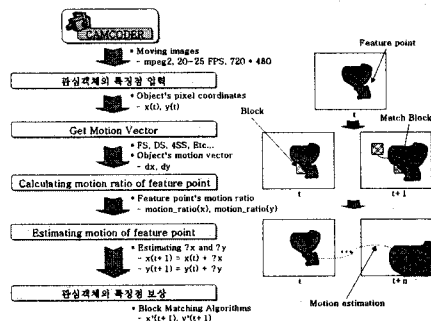 CAMCODER
• Moving images
- mpeg2, 20-25 FPS, 720 * 480
관심객체의 특징점 입력
• Object's pixel coordinates
- x(t), y(t)
Get Motion Vector
• FS, DS, 4SS, Etc...
• Object's motion vector
- dx, dy
Calculating motion ratio of feature point
• Feature point's motion ratio
- motion_ratio(x), motion_ratio(y)
Estimating motion of feature point
• Estimating ?x and ?y
- x(t+1) = x(t) + ?x
- y(t+1) = y(t) + ?y
관심객체의 특징점 보상
• Block Matching Algorithms
- x'(t+1), y'(t+1)
Feature point
t
Block
Match Block
t
t+1
t
t+n
Motion estimation